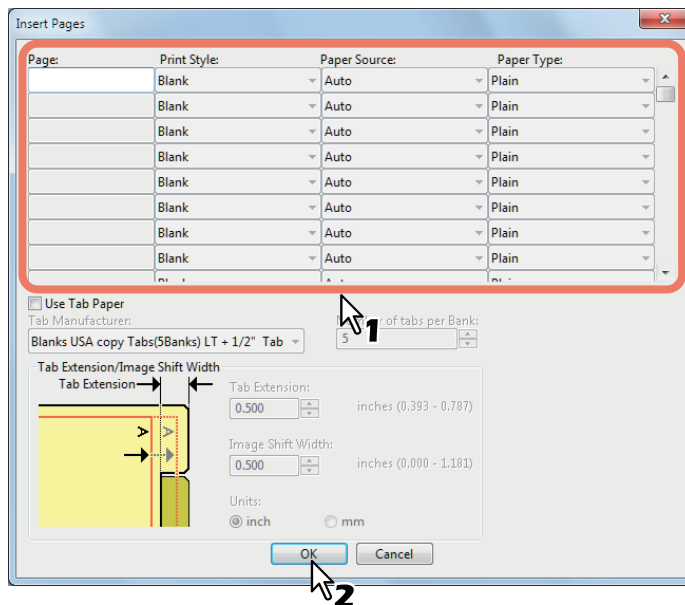 Insert Pages
Page: Print Style: Paper Source: Paper Type:
Blank Auto Plain
Blank Auto Plain
Blank Auto Plain
Blank Auto Plain
Blank Auto Plain
Blank Auto Plain
Blank Auto Plain
Blank Auto Plain
Use Tab Paper
1
Tab Manufacturer: of tabs per Bank:
Blanks USA copy Tabs(5Banks) LT + 1/2" Tab 5
Tab Extension/Image Shift Width
Tab Extension Tab Extension:
0.500 inches (0.393 - 0.787)
A A
Image Shift Width:
0.500 inches (0.000 - 1.181)
Units:
inch mm
OK Cancel
2